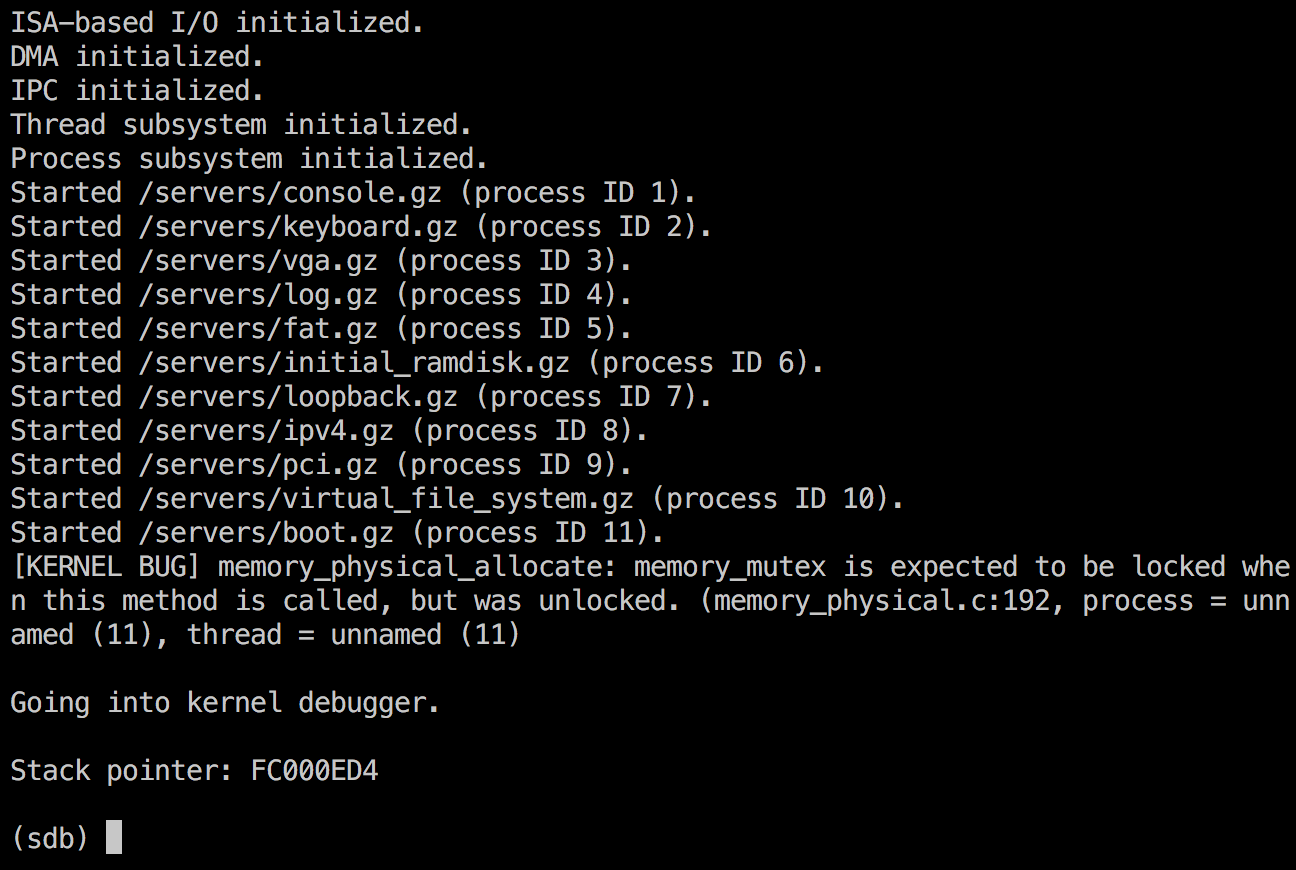 ISA-based I/O initialized.
DMA initialized.
IPC initialized.
Thread subsystem initialized.
Process subsystem initialized.
Started /servers/console.gz (process ID 1).
Started /servers/keyboard.gz (process ID 2).
Started /servers/vga.gz (process ID 3).
Started /servers/log.gz (process ID 4).
Started /servers/fat.gz (process ID 5).
Started /servers/initial_ramdisk.gz (process ID 6).
Started /servers/loopback.gz (process ID 7).
Started /servers/ipv4.gz (process ID 8).
Started /servers/pci.gz (process ID 9).
Started /servers/virtual_file_system.gz (process ID 10).
Started /servers/boot.gz (process ID 11).
[KERNEL BUG] memory_physical_allocate: memory_mutex is expected to be locked whe
n this method is called, but was unlocked. (memory_physical.c:192, process = unn
amed (11), thread = unnamed (11)
Going into kernel debugger.
Stack pointer: FC000ED4
(sdb)